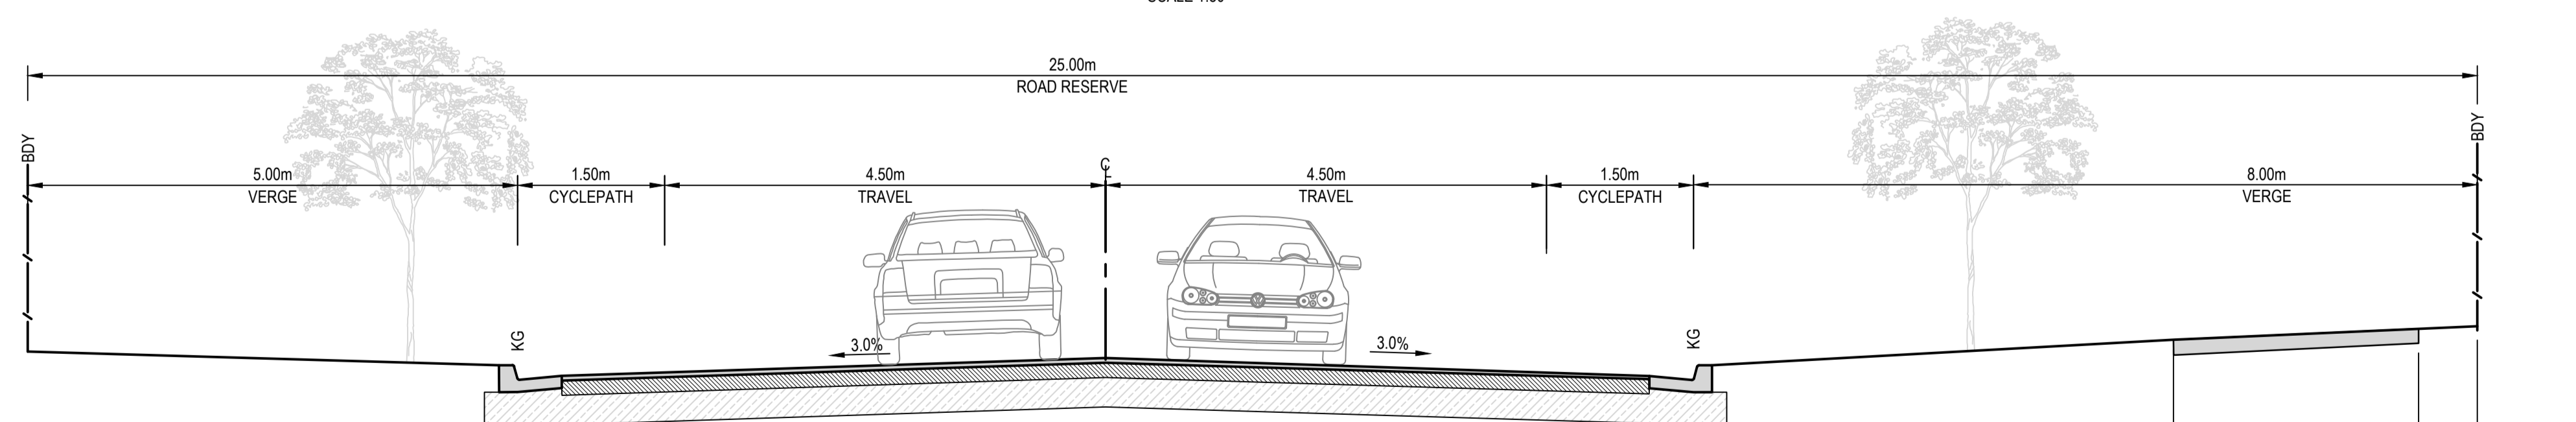 25.00m
ROAD RESERVE
BDY
BDY
5.00m
VERGE
1.50m
CYCLEPATH
4.50m
TRAVEL
℄
4.50m
TRAVEL
1.50m
CYCLEPATH
8.00m
VERGE
KG
3.0%
3.0%
KG